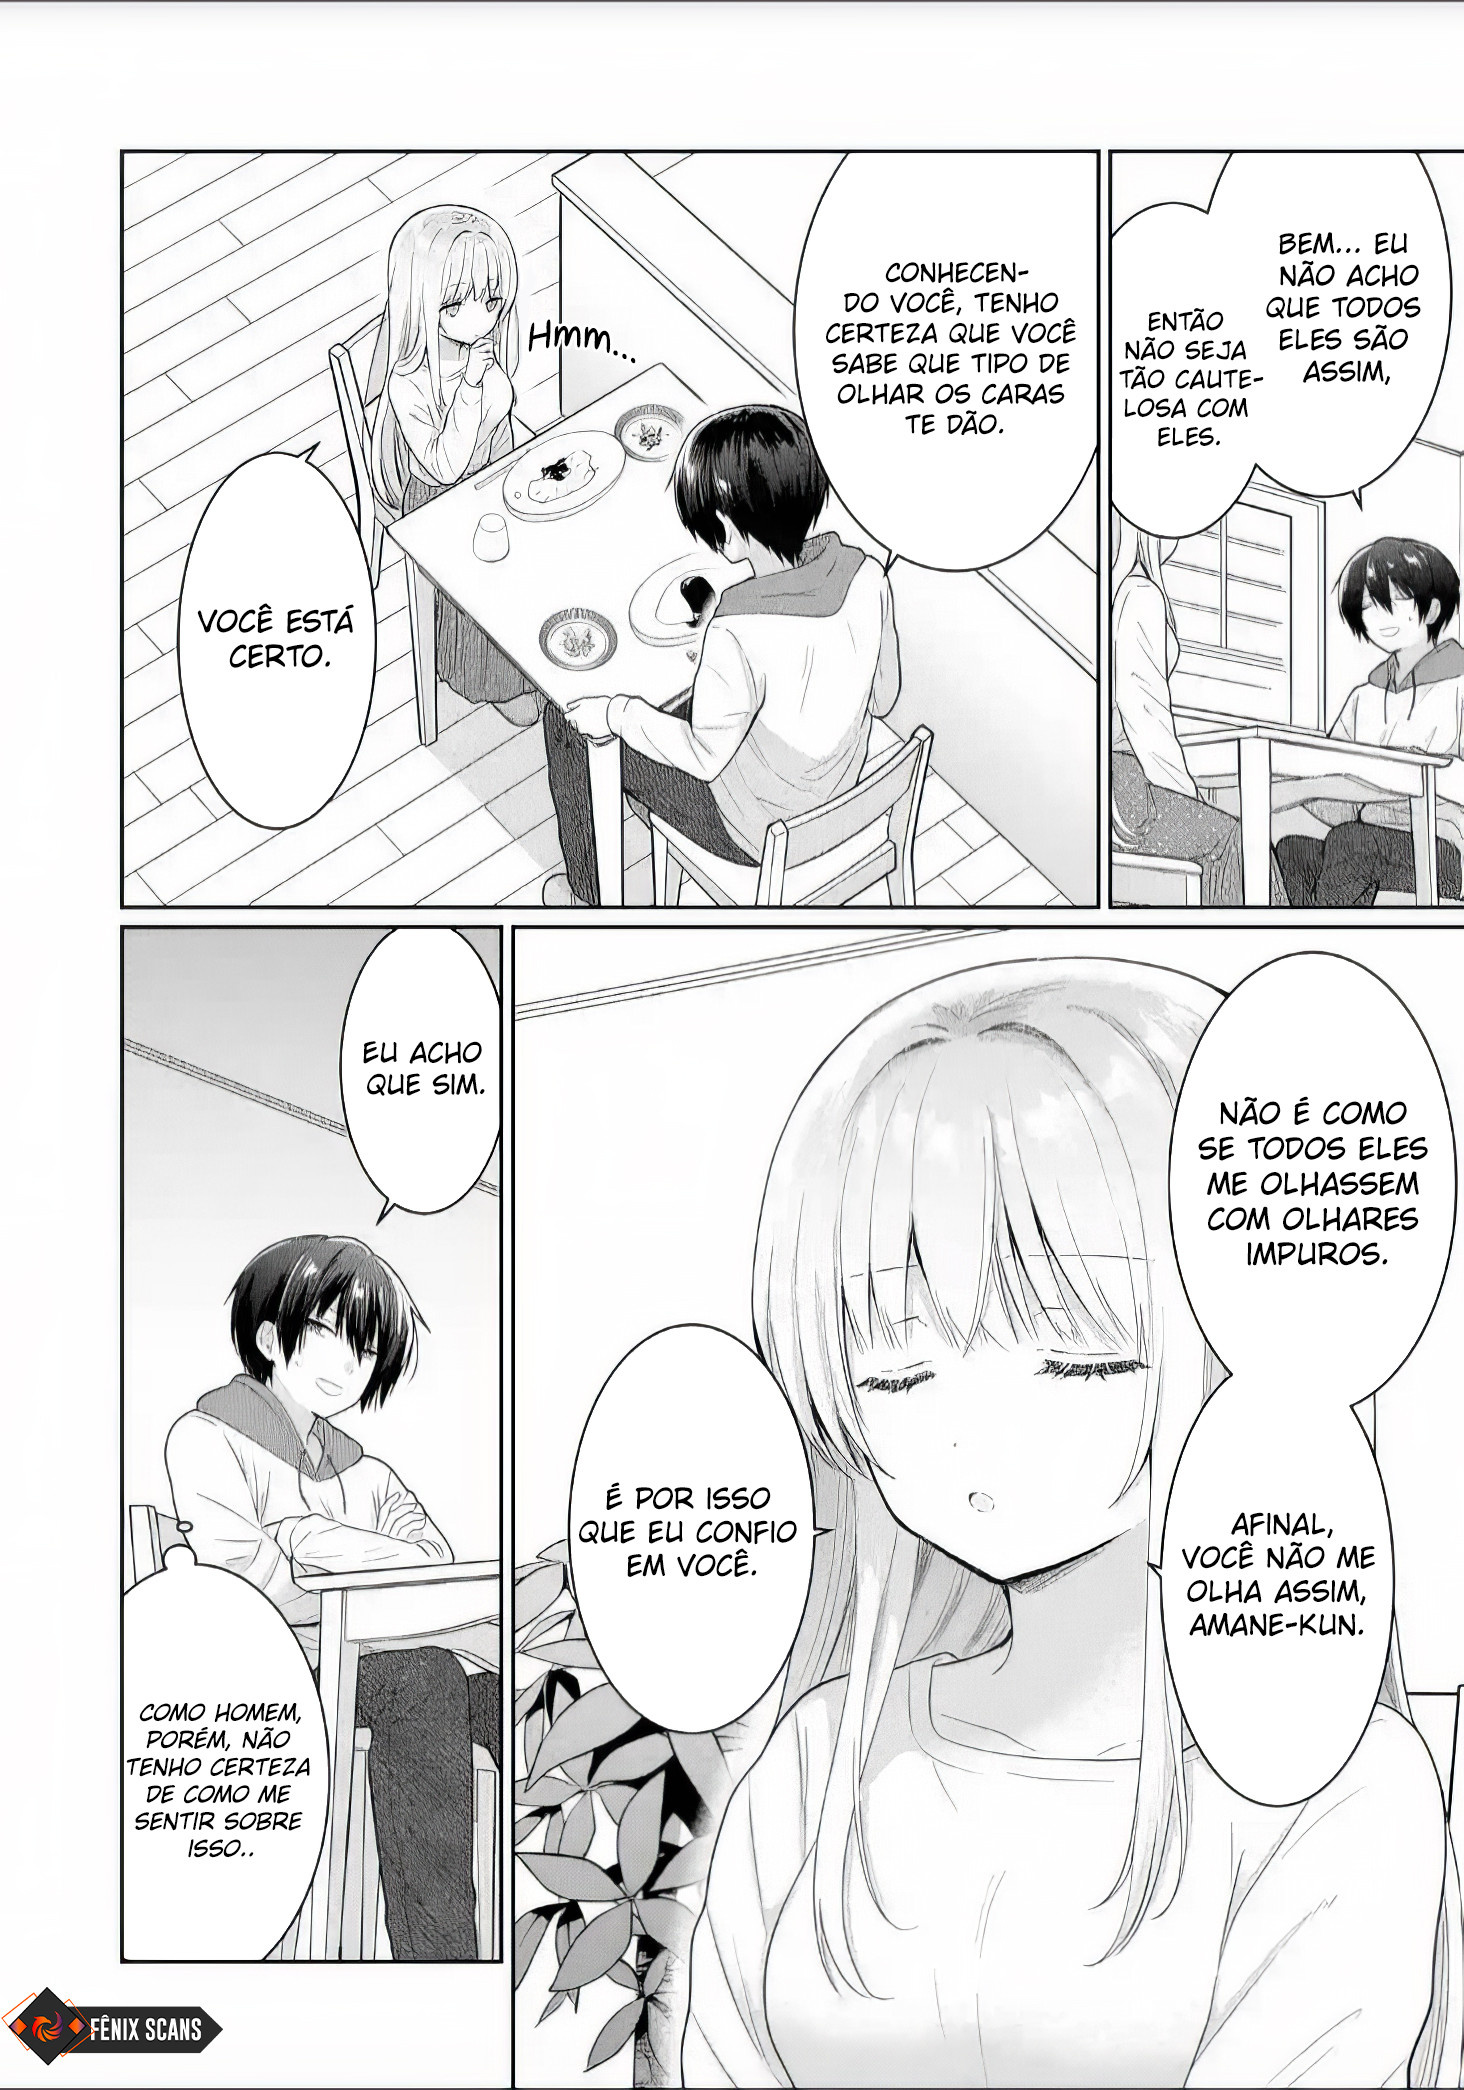 BEM... EU
NÃO ACHO
QUE TODOS
ELES SÃO
ASSIM,
ENTÃO
NÃO SEJA
TÃO CAUTE-
LOSA COM
ELES.
CONHECEN-
DO VOCÊ, TENHO
CERTEZA QUE VOCÊ
SABE QUE TIPO DE
OLHAR OS CARAS
TE DÃO.
Hmm...
VOCÊ ESTÁ
CERTO.
NÃO É COMO
SE TODOS ELES
ME OLHASSEM
COM OLHARES
IMPUROS.
AFINAL,
VOCÊ NÃO ME
OLHA ASSIM,
AMANE-KUN.
É POR ISSO
QUE EU CONFIO
EM VOCÊ.
EU ACHO
QUE SIM.
COMO HOMEM,
PORÉM, NÃO
TENHO CERTEZA
DE COMO ME
SENTIR SOBRE
ISSO..
FÊNIX SCANS